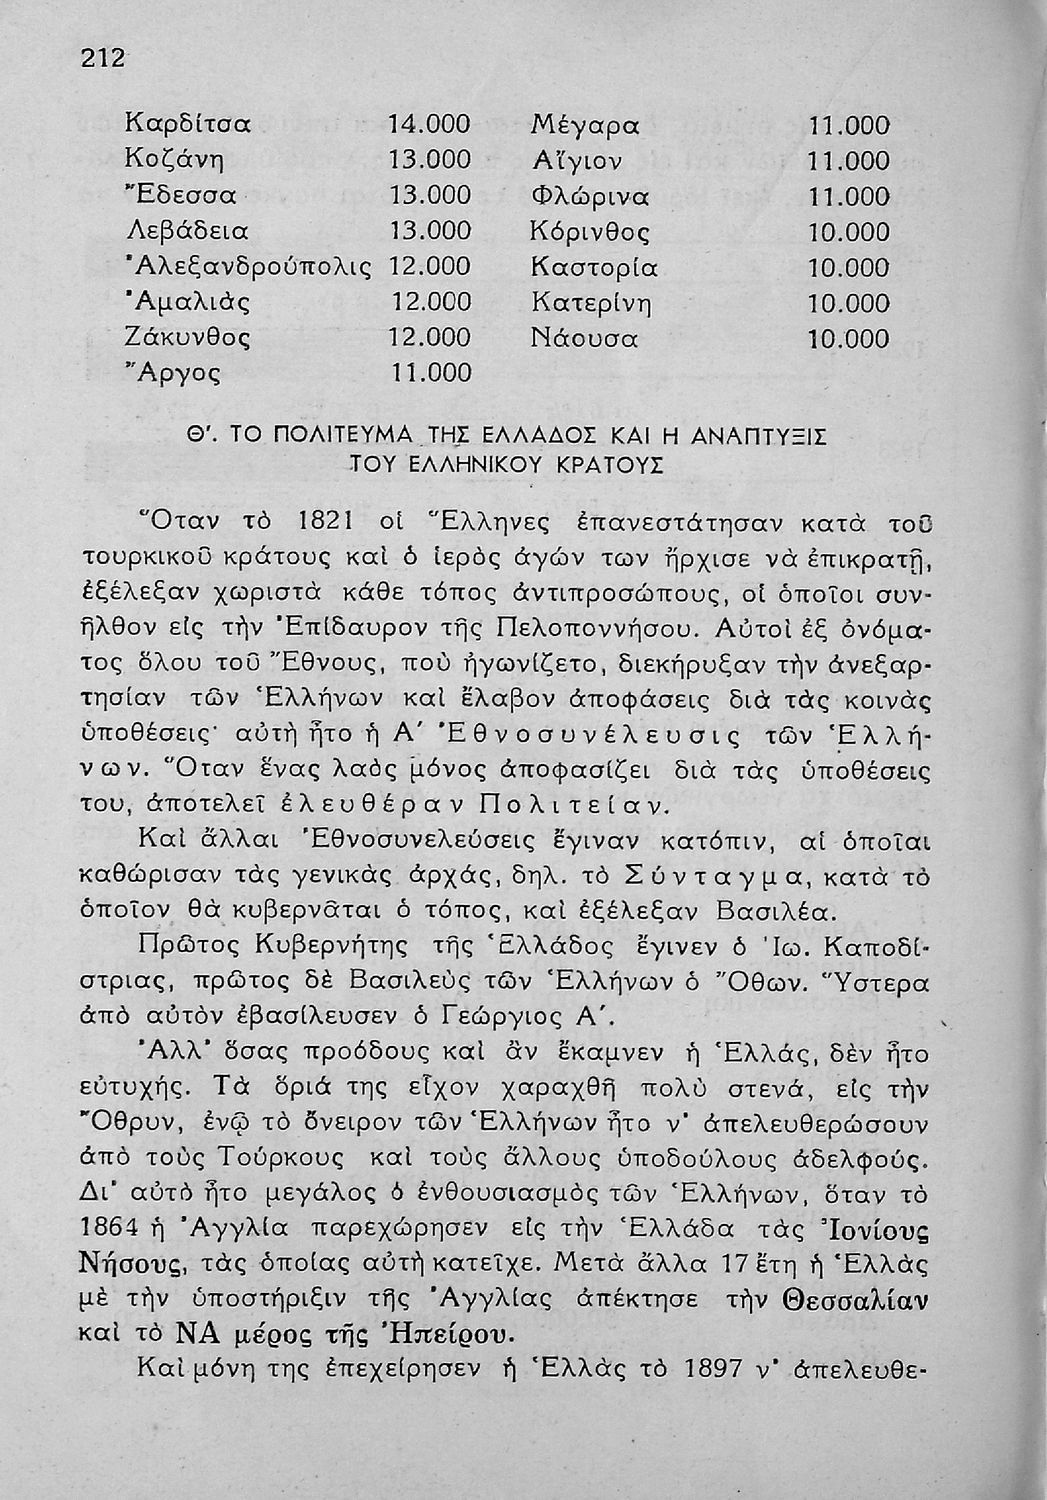 212
Καρδίτσα 14.000 Μέγαρα 11.000
Κοζάνη 13.000 Αἴγιον 11.000
Ἔδεσσα 13.000 Φλώρινα 11.000
Λεβάδεια 13.000 Κόρινθος 10.000
Ἀλεξανδρούπολις 12.000 Καστορία 10.000
Ἀμαλιὰς 12.000 Κατερίνη 10.000
Ζάκυνθος 12.000 Νάουσα 10.000
Ἄργος 11.000
Θ'. ΤΟ ΠΟΛΙΤΕΥΜΑ ΤΗΣ ΕΛΛΑΔΟΣ ΚΑΙ Η ΑΝΑΠΤΥΞΙΣ
ΤΟΥ ΕΛΛΗΝΙΚΟΥ ΚΡΑΤΟΥΣ
Ὅταν τὸ 1821 οἱ Ἕλληνες ἐπανεστάτησαν κατὰ τοῦ
τουρκικοῦ κράτους καὶ ὁ ἱερὸς ἀγών των ἤρχισε νὰ ἐπικρατῇ,
ἐξέλεξαν χωριστὰ κάθε τόπος ἀντιπροσώπους, οἱ ὁποῖοι συν-
ῆλθον εἰς τὴν Ἐπίδαυρον τῆς Πελοποννήσου. Αὐτοὶ ἐξ ὀνόμα-
τος ὅλου τοῦ Ἔθνους, ποὺ ἠγωνίζετο, διεκήρυξαν τὴν ἀνεξαρ-
τησίαν τῶν Ἑλλήνων καὶ ἔλαβον ἀποφάσεις διὰ τὰς κοινὰς
ὑποθέσεις· αὐτὴ ἦτο ἡ Α΄ Ἐθνοσυνέλευσις τῶν Ἑλλή-
νων. Ὅταν ἕνας λαὸς μόνος ἀποφασίζει διὰ τὰς ὑποθέσεις
του, ἀποτελεῖ ἐλευθέραν Πολιτείαν.
Καὶ ἄλλαι Ἐθνοσυνελεύσεις ἔγιναν κατόπιν, αἱ ὁποῖαι
καθώρισαν τὰς γενικὰς ἀρχάς, δηλ. τὸ Σύνταγμα, κατὰ τὸ
ὁποῖον θὰ κυβερνᾶται ὁ τόπος, καὶ ἐξέλεξαν Βασιλέα.
Πρῶτος Κυβερνήτης τῆς Ἑλλάδος ἔγινεν ὁ Ἰω. Καποδί-
στριας, πρῶτος δὲ Βασιλεὺς τῶν Ἑλλήνων ὁ Ὄθων. Ὕστερα
ἀπὸ αὐτὸν ἐβασίλευσεν ὁ Γεώργιος Α΄.
Ἀλλ' ὅσας προόδους καὶ ἂν ἔκαμνεν ἡ Ἑλλάς, δὲν ἦτο
εὐτυχής. Τὰ ὅριά της εἶχον χαραχθῆ πολὺ στενά, εἰς τὴν
Ὄθρυν, ἐνῷ τὸ ὄνειρον τῶν Ἑλλήνων ἦτο ν' ἀπελευθερώσουν
ἀπὸ τοὺς Τούρκους καὶ τοὺς ἄλλους ὑποδούλους ἀδελφούς.
Δι' αὐτὸ ἦτο μεγάλος ὁ ἐνθουσιασμὸς τῶν Ἑλλήνων, ὅταν τὸ
1864 ἡ Ἀγγλία παρεχώρησεν εἰς τὴν Ἑλλάδα τὰς Ἰονίους
Νήσους, τὰς ὁποίας αὐτὴ κατεῖχε. Μετὰ ἄλλα 17 ἔτη ἡ Ἑλλὰς
μὲ τὴν ὑποστήριξιν τῆς Ἀγγλίας ἀπέκτησε τὴν Θεσσαλίαν
καὶ τὸ ΝΑ μέρος τῆς Ἠπείρου.
Καὶ μόνη της ἐπεχείρησεν ἡ Ἑλλὰς τὸ 1897 ν' ἀπελευθε-